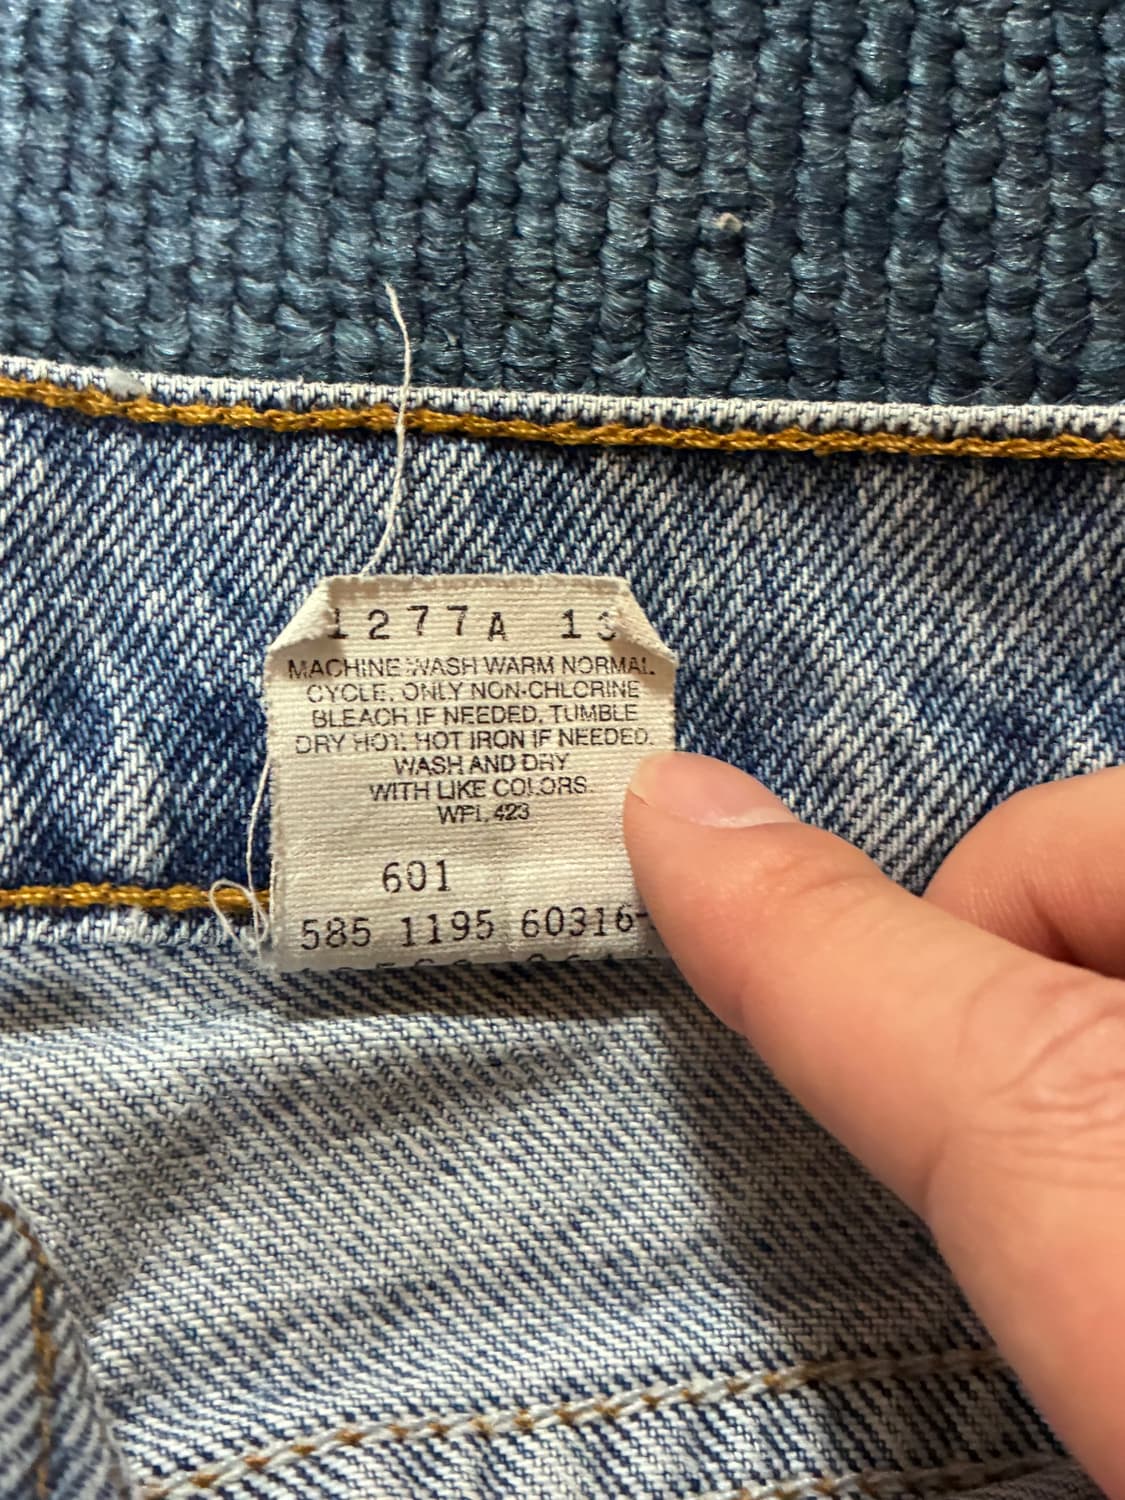 1277A 13
MACHINE WASH WARM NORMAL
CYCLE. ONLY NON-CHLORINE
BLEACH IF NEEDED. TUMBLE
DRY HOT. HOT IRON IF NEEDED.
WASH AND DRY
WITH LIKE COLORS.
WPL 423
601
585 1195 60316-